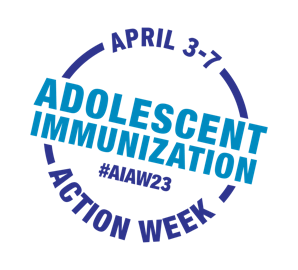 APRIL 3-7
ADOLESCENT
IMMUNIZATION
#AIAW23
ACTION WEEK